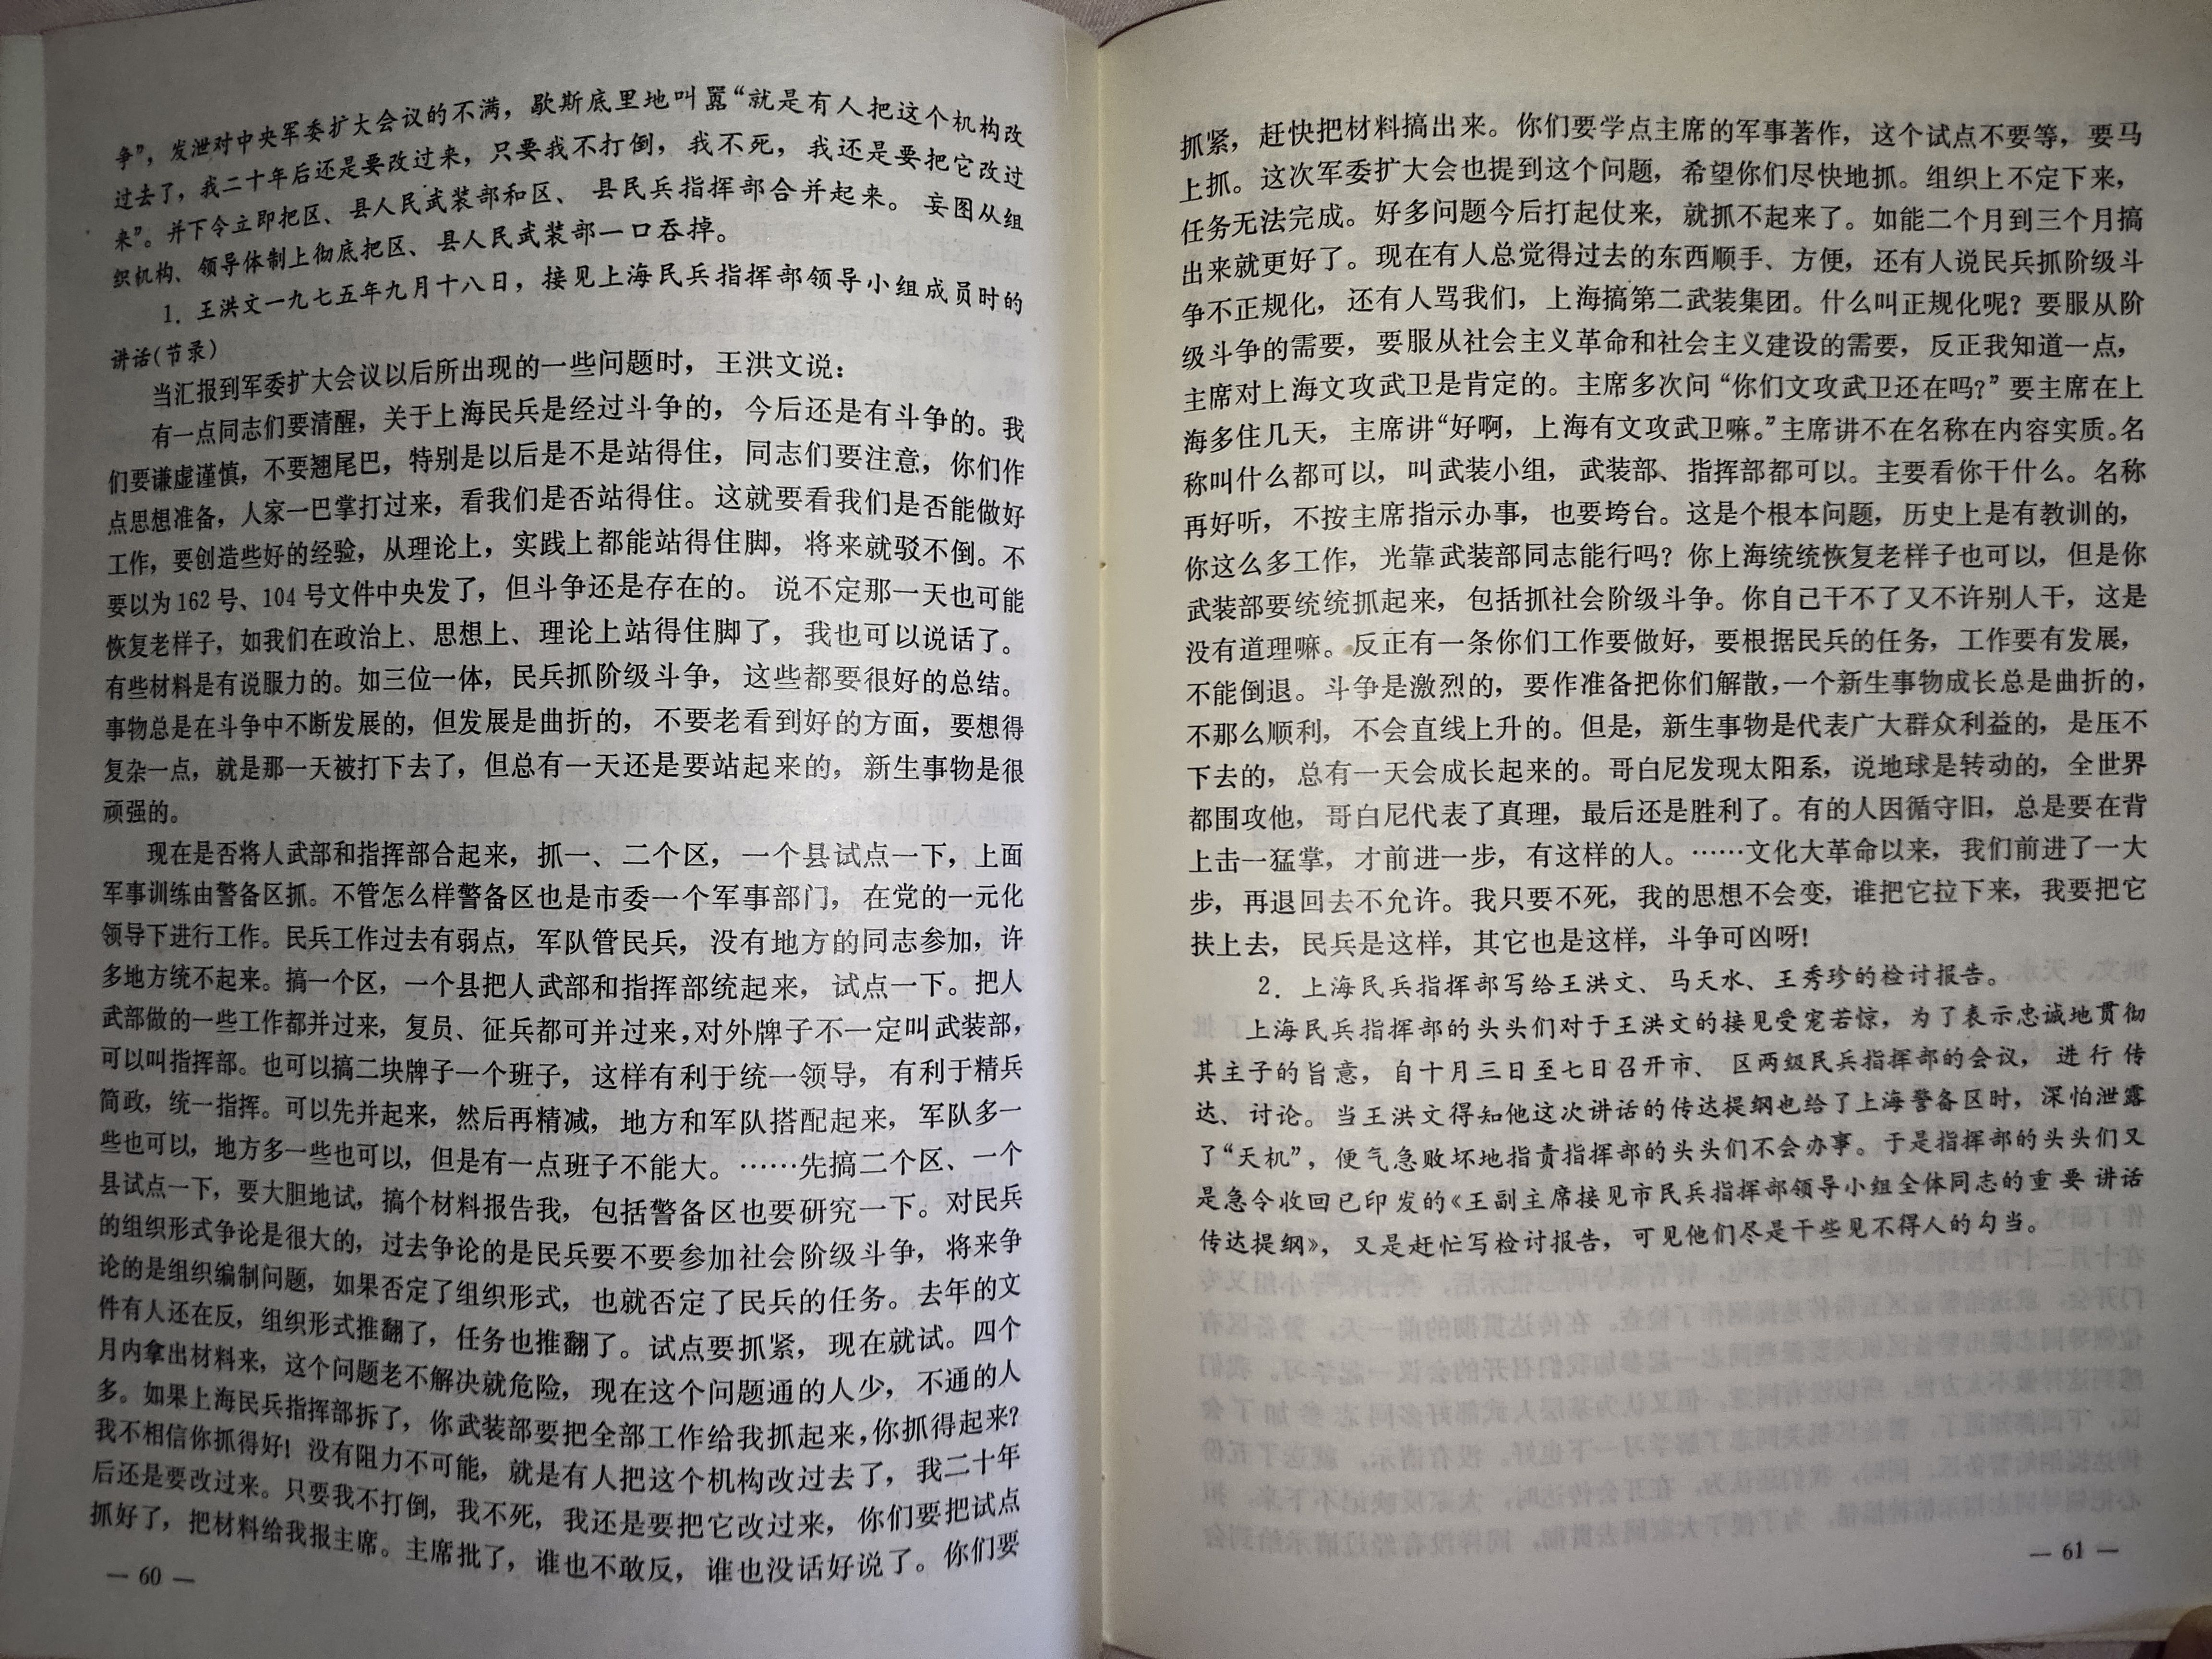 争”，发泄对中央军委扩大会议的不满，歇斯底里地叫嚣“就是有人把这个机构改
过去了，我二十年后还是要改过来，只要我不打倒，我不死，我还是要把它改过
来”。并下令立即把区、县人民武装部和区、县民兵指挥部合并起来。妄图从组
织机构、领导体制上彻底把区、县人民武装部一口吞掉。
1．王洪文一九七五年九月十八日，接见上海民兵指挥部领导小组成员时的
讲话(节录)
当汇报到军委扩大会议以后所出现的一些问题时，王洪文说：
有一点同志们要清醒，关于上海民兵是经过斗争的，今后还是有斗争的。我
们要谦虚谨慎，不要翘尾巴，特别是以后是不是站得住，同志们要注意，你们作
点思想准备，人家一巴掌打过来，看我们是否站得住。这就要看我们是否能做好
工作，要创造些好的经验，从理论上，实践上都能站得住脚，将来就驳不倒。不
要以为162号、104号文件中央发了，但斗争还是存在的。说不定那一天也可能
恢复老样子，如我们在政治上、思想上、理论上站得住脚了，我也可以说话了。
有些材料是有说服力的。如三位一体，民兵抓阶级斗争，这些都要很好的总结。
事物总是在斗争中不断发展的，但发展是曲折的，不要老看到好的方面，要想得
复杂一点，就是那一天被打下去了，但总有一天还是要站起来的，新生事物是很
顽强的。
现在是否将人武部和指挥部合起来，抓一、二个区，一个县试点一下，上面
军事训练由警备区抓。不管怎么样警备区也是市委一个军事部门，在党的一元化
领导下进行工作。民兵工作过去有弱点，军队管民兵，没有地方的同志参加，许
多地方统不起来。搞一个区，一个县把人武部和指挥部统起来，试点一下。把人
武部做的一些工作都并过来，复员、征兵都可并过来，对外牌子不一定叫武装部，
可以叫指挥部。也可以搞二块牌子一个班子，这样有利于统一领导，有利于精兵
简政，统一指挥。可以先并起来，然后再精减，地方和军队搭配起来，军队多一
些也可以，地方多一些也可以，但是有一点班子不能大。……先搞二个区、一个
县试点一下，要大胆地试，搞个材料报告我，包括警备区也要研究一下。对民兵
的组织形式争论是很大的，过去争论的是民兵要不要参加社会阶级斗争，将来争
论的是组织编制问题，如果否定了组织形式，也就否定了民兵的任务。去年的文
件有人还在反，组织形式推翻了，任务也推翻了。试点要抓紧，现在就试。四个
月内拿出材料来，这个问题老不解决就危险，现在这个问题通的人少，不通的人
多。如果上海民兵指挥部拆了，你武装部要把全部工作给我抓起来，你抓得起来？
我不相信你抓得好！没有阻力不可能，就是有人把这个机构改过去了，我二十年
后还是要改过来。只要我不打倒，我不死，我还是要把它改过来，你们要把试点
抓好了，把材料给我报主席。主席批了，谁也不敢反，谁也没话好说了。你们要
— 60 —
抓紧，赶快把材料搞出来。你们要学点主席的军事著作，这个试点不要等，要马
上抓。这次军委扩大会也提到这个问题，希望你们尽快地抓。组织上不定下来，
任务无法完成。好多问题今后打起仗来，就抓不起来了。如能二个月到三个月搞
出来就更好了。现在有人总觉得过去的东西顺手、方便，还有人说民兵抓阶级斗
争不正规化，还有人骂我们，上海搞第二武装集团。什么叫正规化呢？要服从阶
级斗争的需要，要服从社会主义革命和社会主义建设的需要，反正我知道一点，
主席对上海文攻武卫是肯定的。主席多次问“你们文攻武卫还在吗？”要主席在上
海多住几天，主席讲“好啊，上海有文攻武卫嘛。”主席讲不在名称在内容实质。名
称叫什么都可以，叫武装小组，武装部、指挥部都可以。主要看你干什么。名称
再好听，不按主席指示办事，也要垮台。这是个根本问题，历史上是有教训的，
你这么多工作，光靠武装部同志能行吗？你上海统统恢复老样子也可以，但是你
武装部要统统抓起来，包括抓社会阶级斗争。你自己干不了又不许别人干，这是
没有道理嘛。反正有一条你们工作要做好，要根据民兵的任务，工作要有发展，
不能倒退。斗争是激烈的，要作准备把你们解散，一个新生事物成长总是曲折的，
不那么顺利，不会直线上升的。但是，新生事物是代表广大群众利益的，是压不
下去的，总有一天会成长起来的。哥白尼发现太阳系，说地球是转动的，全世界
都围攻他，哥白尼代表了真理，最后还是胜利了。有的人因循守旧，总是要在背
上击一猛掌，才前进一步，有这样的人。……文化大革命以来，我们前进了一大
步，再退回去不允许。我只要不死，我的思想不会变，谁把它拉下来，我要把它
扶上去，民兵是这样，其它也是这样，斗争可凶呀！
2．上海民兵指挥部写给王洪文、马天水、王秀珍的检讨报告。
上海民兵指挥部的头头们对于王洪文的接见受宠若惊，为了表示忠诚地贯彻
其主子的旨意，自十月三日至七日召开市、区两级民兵指挥部的会议，进行传
达、讨论。当王洪文得知他这次讲话的传达提纲也给了上海警备区时，深怕泄露
了“天机”，便气急败坏地指责指挥部的头头们不会办事。于是指挥部的头头们又
是急令收回已印发的《王副主席接见市民兵指挥部领导小组全体同志的重要讲话
传达提纲》，又是赶忙写检讨报告，可见他们尽是干些见不得人的勾当。
— 61 —